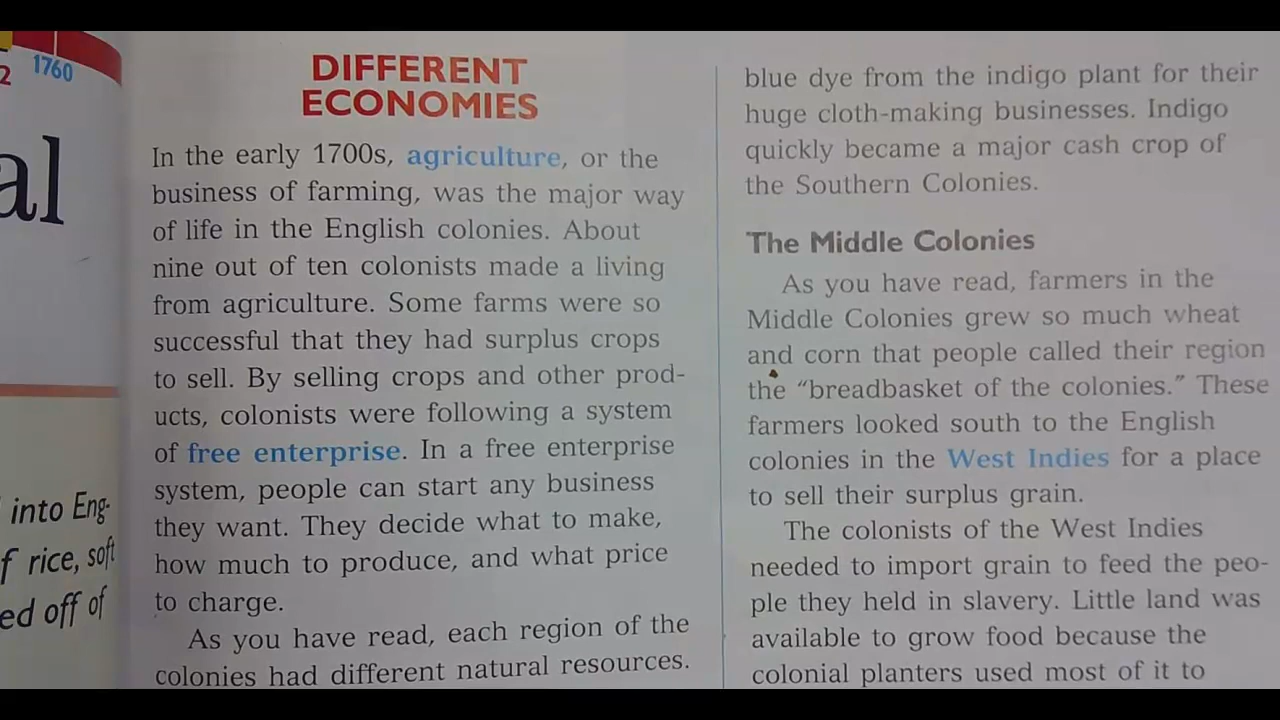 2
1760
al
into Eng-
f rice, soft
ed off of
DIFFERENT
ECONOMIES
In the early 1700s, agriculture, or the
business of farming, was the major way
of life in the English colonies. About
nine out of ten colonists made a living
from agriculture. Some farms were so
successful that they had surplus crops
to sell. By selling crops and other prod-
ucts, colonists were following a system
of free enterprise. In a free enterprise
system, people can start any business
they want. They decide what to make,
how much to produce, and what price
to charge.
As you have read, each region of the
colonies had different natural resources.
blue dye from the indigo plant for their
huge cloth-making businesses. Indigo
quickly became a major cash crop of
the Southern Colonies.
The Middle Colonies
As you have read, farmers in the
Middle Colonies grew so much wheat
and corn that people called their region
the “breadbasket of the colonies.” These
farmers looked south to the English
colonies in the West Indies for a place
to sell their surplus grain.
The colonists of the West Indies
needed to import grain to feed the peo-
ple they held in slavery. Little land was
available to grow food because the
colonial planters used most of it to